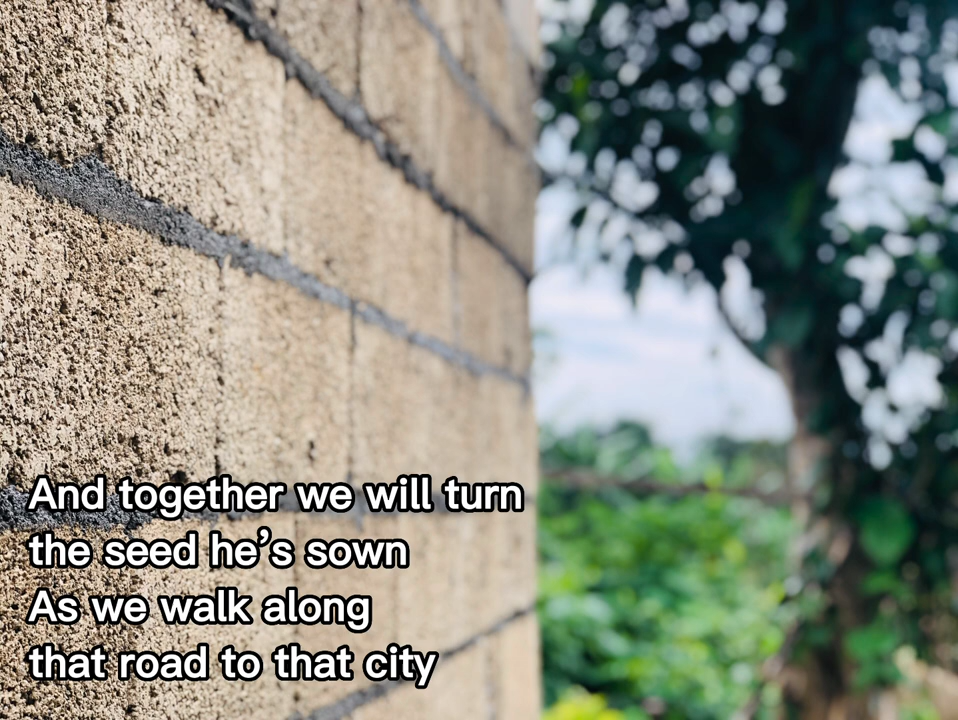 And together we will turn
the seed he’s sown
As we walk along
that road to that city